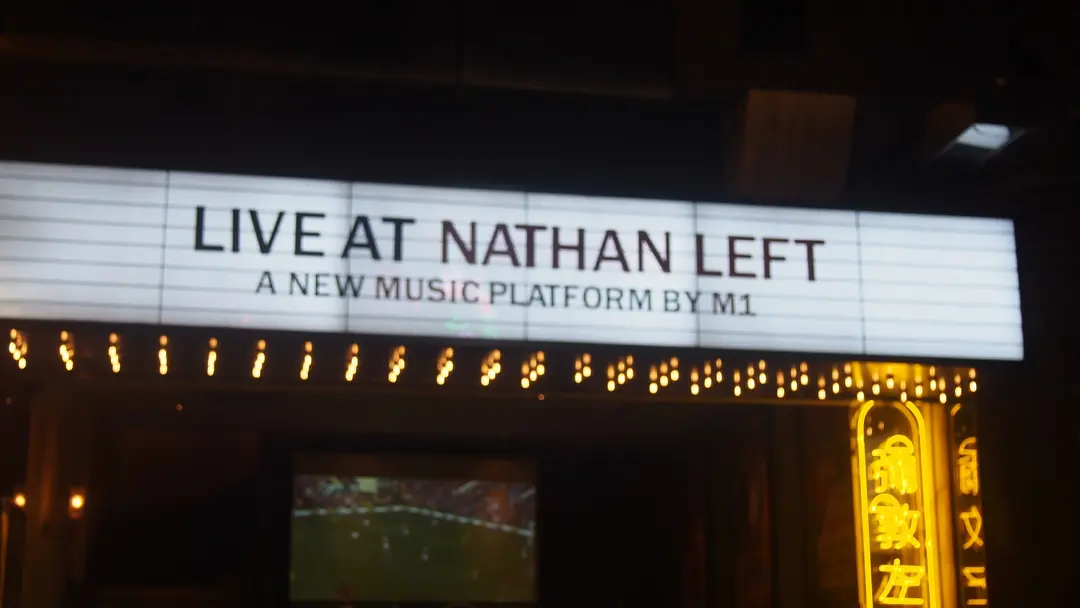 LIVE AT NATHAN LEFT
A NEW MUSIC PLATFORM BY M1
彌敦左